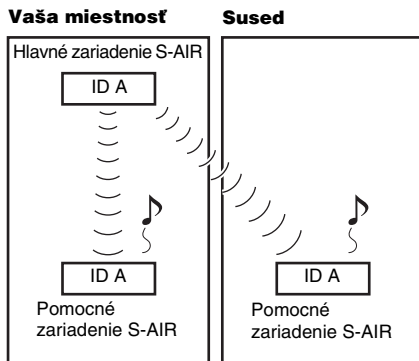 Vaša miestnosť
Sused
Hlavné zariadenie S-AIR
ID A
ID A
Pomocné
zariadenie S-AIR
ID A
Pomocné
zariadenie S-AIR